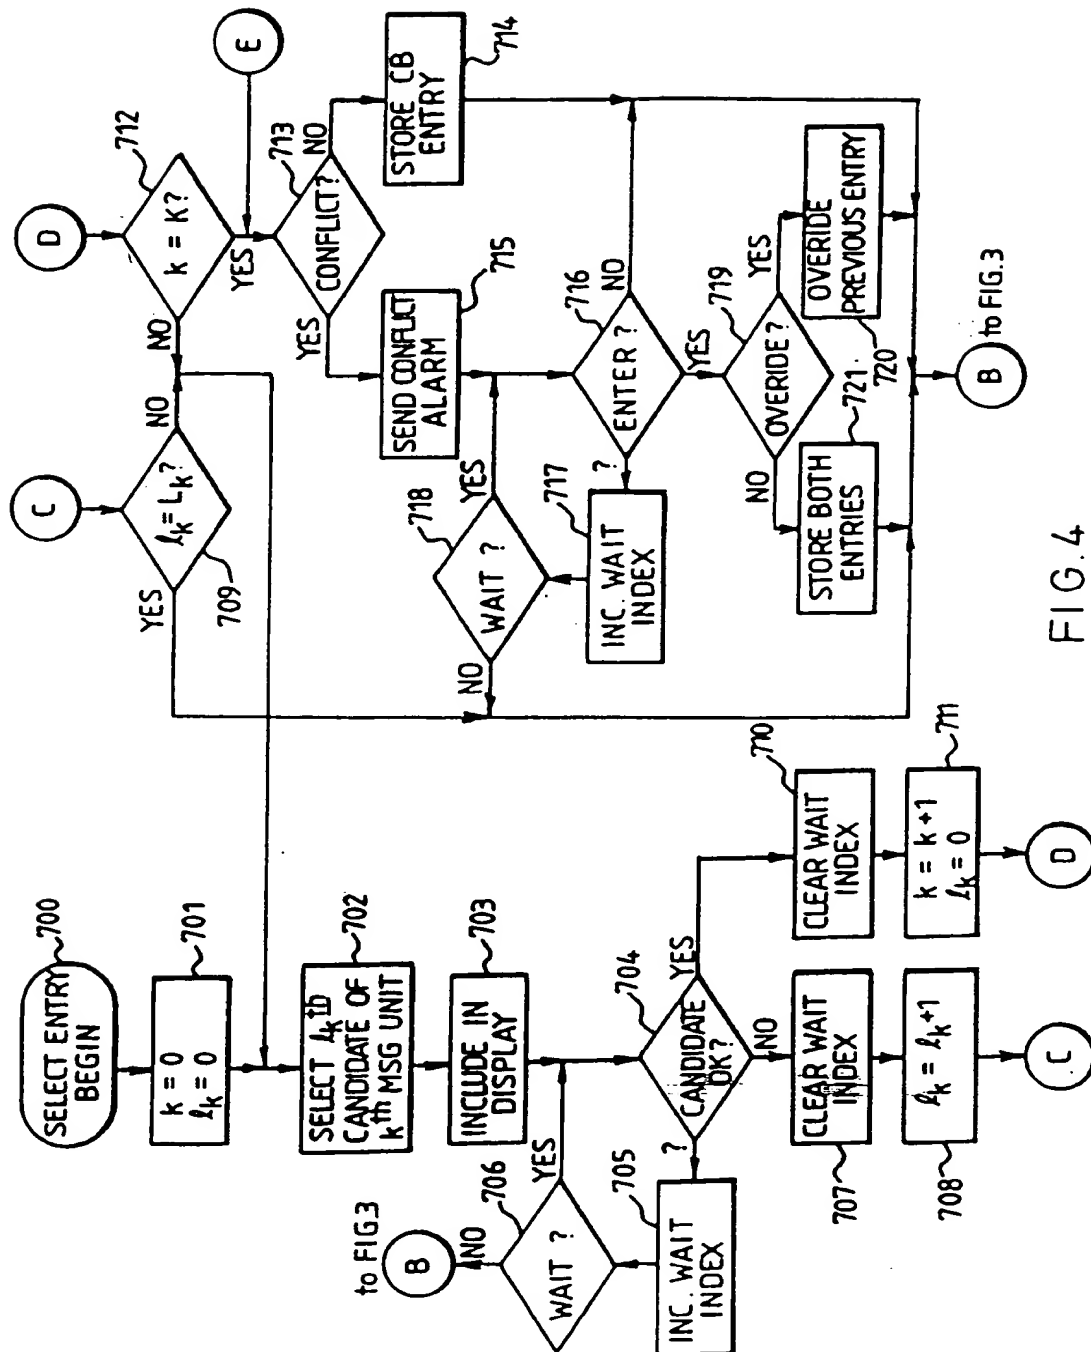 SELECT ENTRY
BEGIN
700
k = 0
ℓk = 0
701
SELECT ℓk th
CANDIDATE OF
kth MSG UNIT
702
INCLUDE IN
DISPLAY
703
CANDIDATE
OK?
704
YES
NO
?
INC. WAIT
INDEX
705
WAIT ?
706
YES
NO
B
to FIG.3
CLEAR WAIT
INDEX
707
ℓk = ℓk+1
708
C
CLEAR WAIT
INDEX
710
k = k+1
ℓk = 0
711
D
C
ℓk = Lk?
709
YES
NO
D
k = K?
712
NO
YES
E
CONFLICT?
713
YES
NO
STORE CB
ENTRY
714
SEND CONFLICT
ALARM
715
ENTER ?
716
NO
YES
?
INC. WAIT
INDEX
717
WAIT ?
718
YES
NO
OVERIDE?
719
YES
NO
OVERIDE
PREVIOUS ENTRY
720
STORE BOTH
ENTRIES
721
B
to FIG.3
FIG. 4